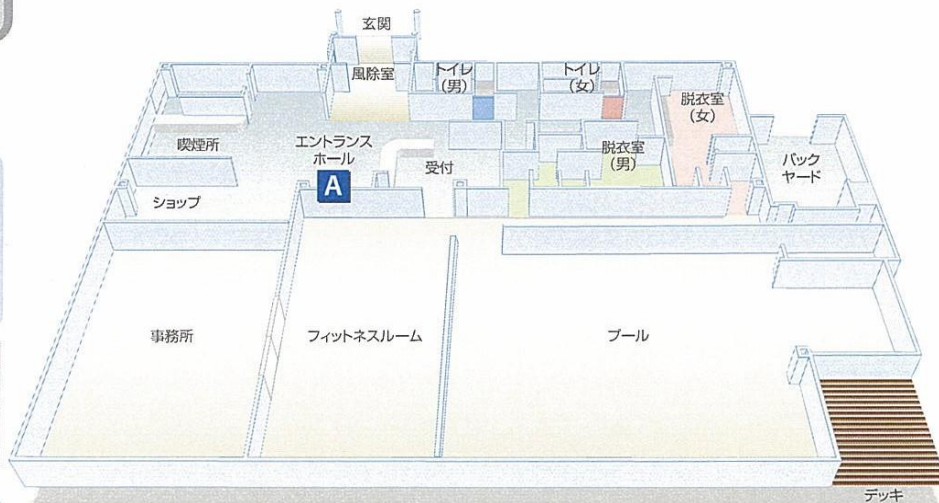 玄関
風除室
トイレ
(男)
トイレ
(女)
脱衣室
(女)
喫煙所
エントランス
ホール
A
受付
脱衣室
(男)
バック
ヤード
ショップ
事務所
フィットネスルーム
プール
デッキ